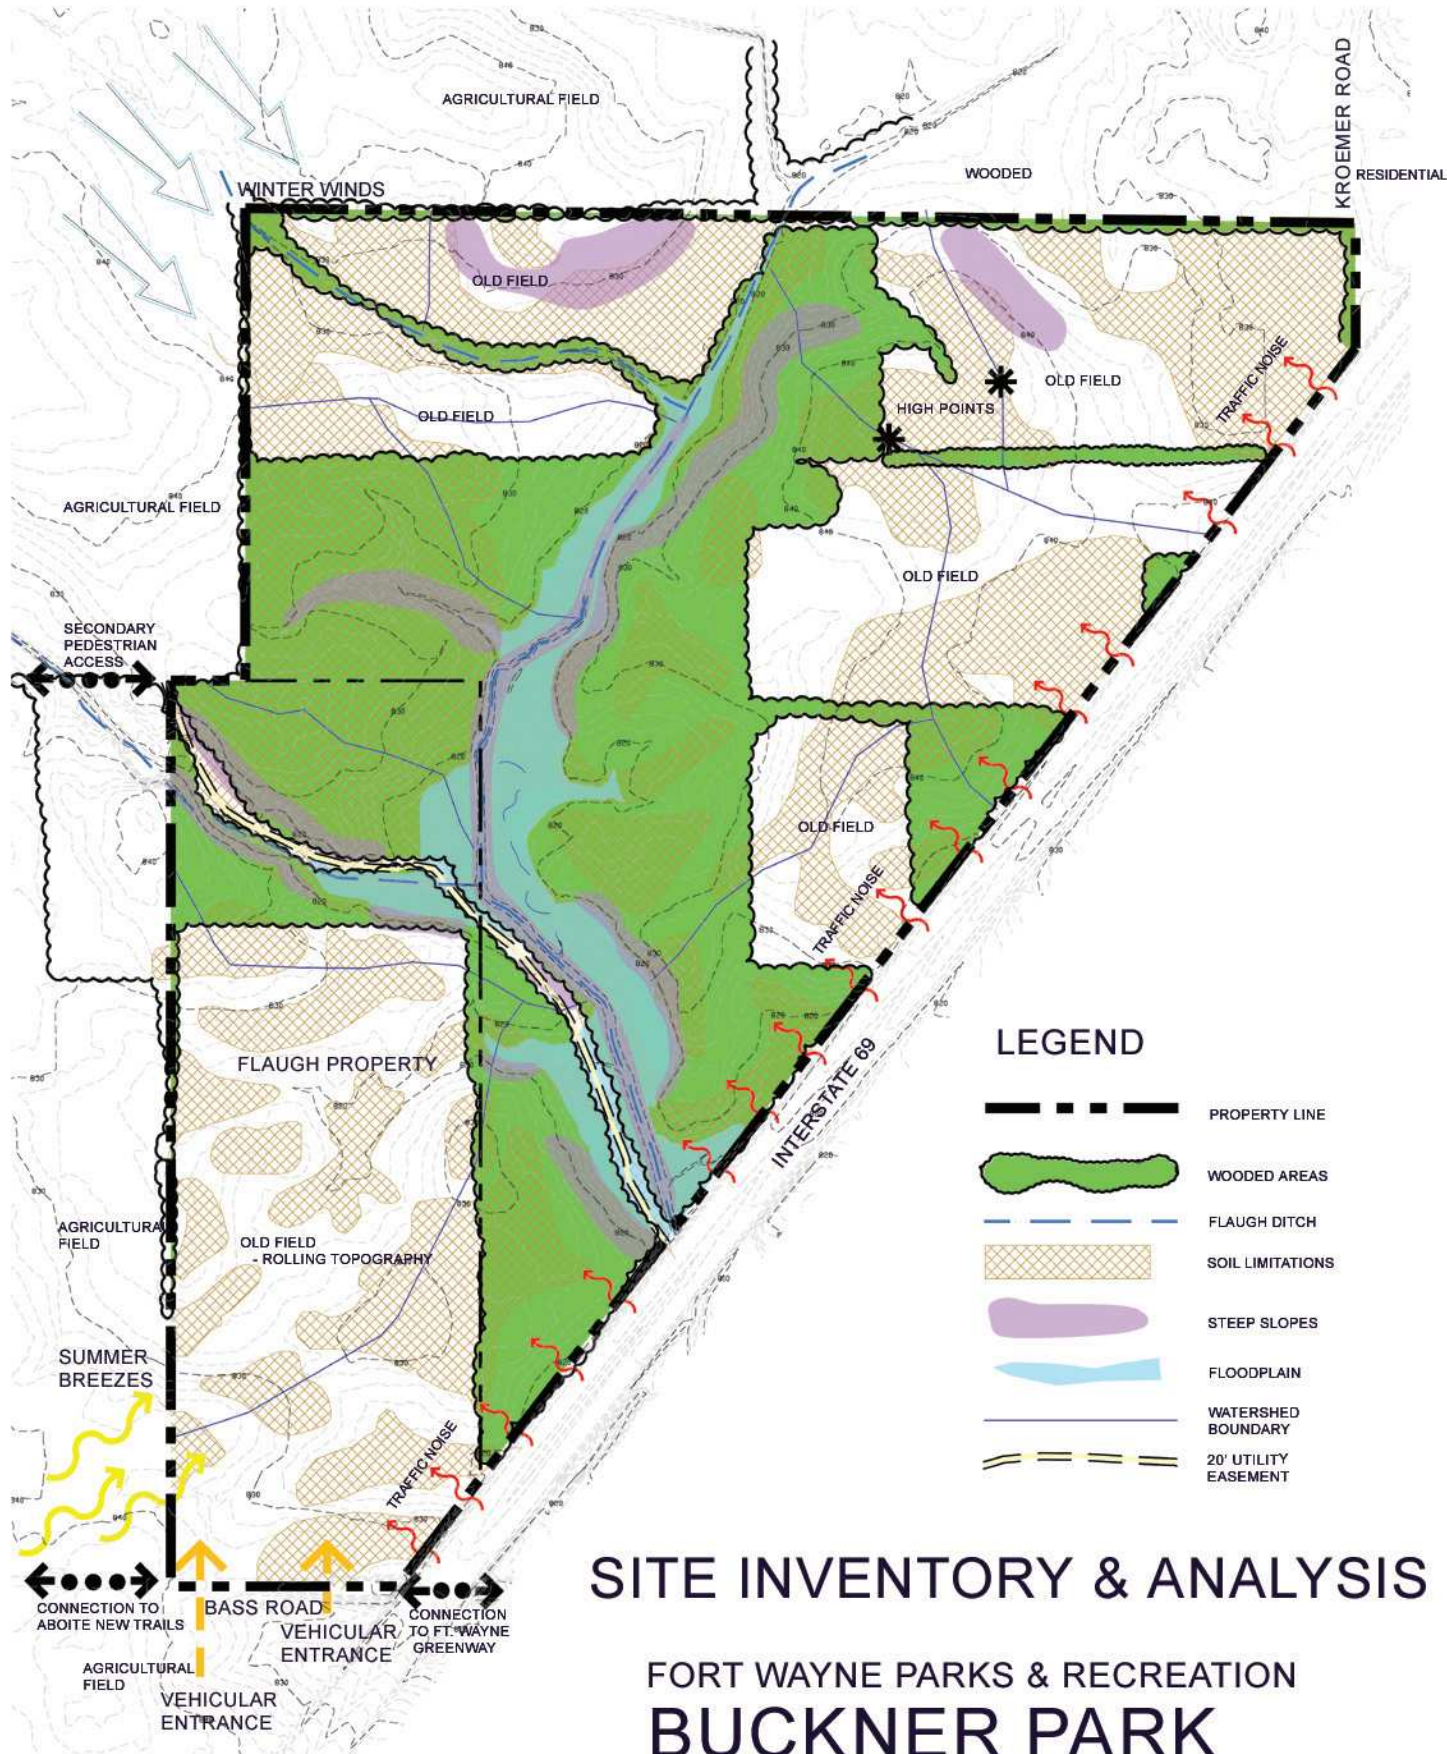 AGRICULTURAL FIELD
KROEMER ROAD
WOODED
RESIDENTIAL
WINTER WINDS
OLD FIELD
OLD FIELD
OLD FIELD
HIGH POINTS
TRAFFIC NOISE
AGRICULTURAL FIELD
OLD FIELD
SECONDARY
PEDESTRIAN
ACCESS
OLD FIELD
TRAFFIC NOISE
FLAUGH PROPERTY
INTERSTATE 69
AGRICULTURAL
FIELD
OLD FIELD
- ROLLING TOPOGRAPHY
SUMMER
BREEZES
TRAFFIC NOISE
CONNECTION TO
ABOITE NEW TRAILS
BASS ROAD
VEHICULAR
ENTRANCE
CONNECTION
TO FT. WAYNE
GREENWAY
AGRICULTURAL
FIELD
VEHICULAR
ENTRANCE
LEGEND
PROPERTY LINE
WOODED AREAS
FLAUGH DITCH
SOIL LIMITATIONS
STEEP SLOPES
FLOODPLAIN
WATERSHED
BOUNDARY
20' UTILITY
EASEMENT
SITE INVENTORY & ANALYSIS
FORT WAYNE PARKS & RECREATION
BUCKNER PARK